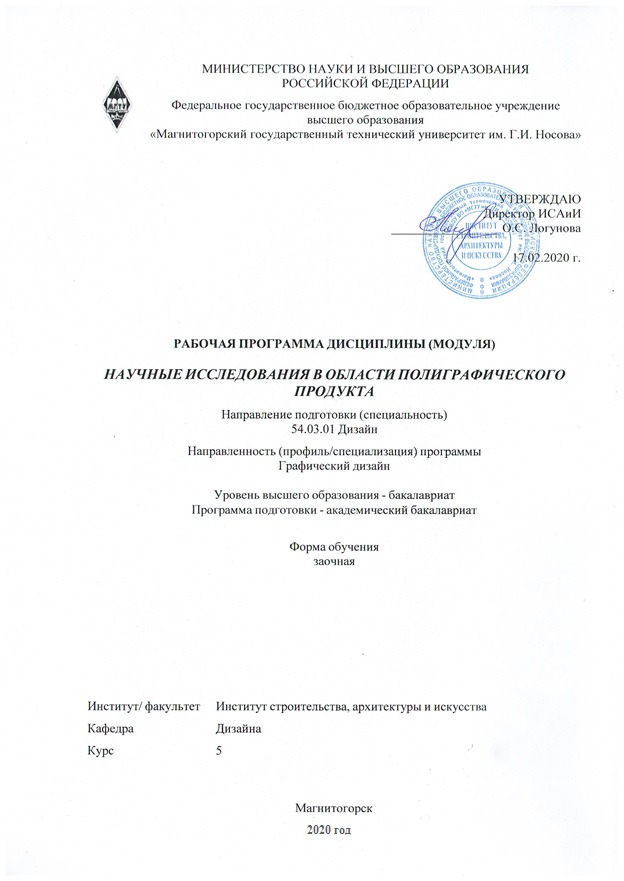 МИНИСТЕРСТВО НАУКИ И ВЫСШЕГО ОБРАЗОВАНИЯ
РОССИЙСКОЙ ФЕДЕРАЦИИ
Федеральное государственное бюджетное образовательное учреждение
высшего образования
«Магнитогорский государственный технический университет им. Г.И. Носова»
УТВЕРЖДАЮ
Директор ИСАиИ
О.С. Логунова
17.02.2020 г.
ИНСТИТУТ
СТРОИТЕЛЬСТВА,
АРХИТЕКТУРЫ
И ИСКУССТВА
РАБОЧАЯ ПРОГРАММА ДИСЦИПЛИНЫ (МОДУЛЯ)
НАУЧНЫЕ ИССЛЕДОВАНИЯ В ОБЛАСТИ ПОЛИГРАФИЧЕСКОГО
ПРОДУКТА
Направление подготовки (специальность)
54.03.01 Дизайн
Направленность (профиль/специализация) программы
Графический дизайн
Уровень высшего образования - бакалавриат
Программа подготовки - академический бакалавриат
Форма обучения
заочная
Институт/ факультет Институт строительства, архитектуры и искусства
Кафедра Дизайна
Курс 5
Магнитогорск
2020 год